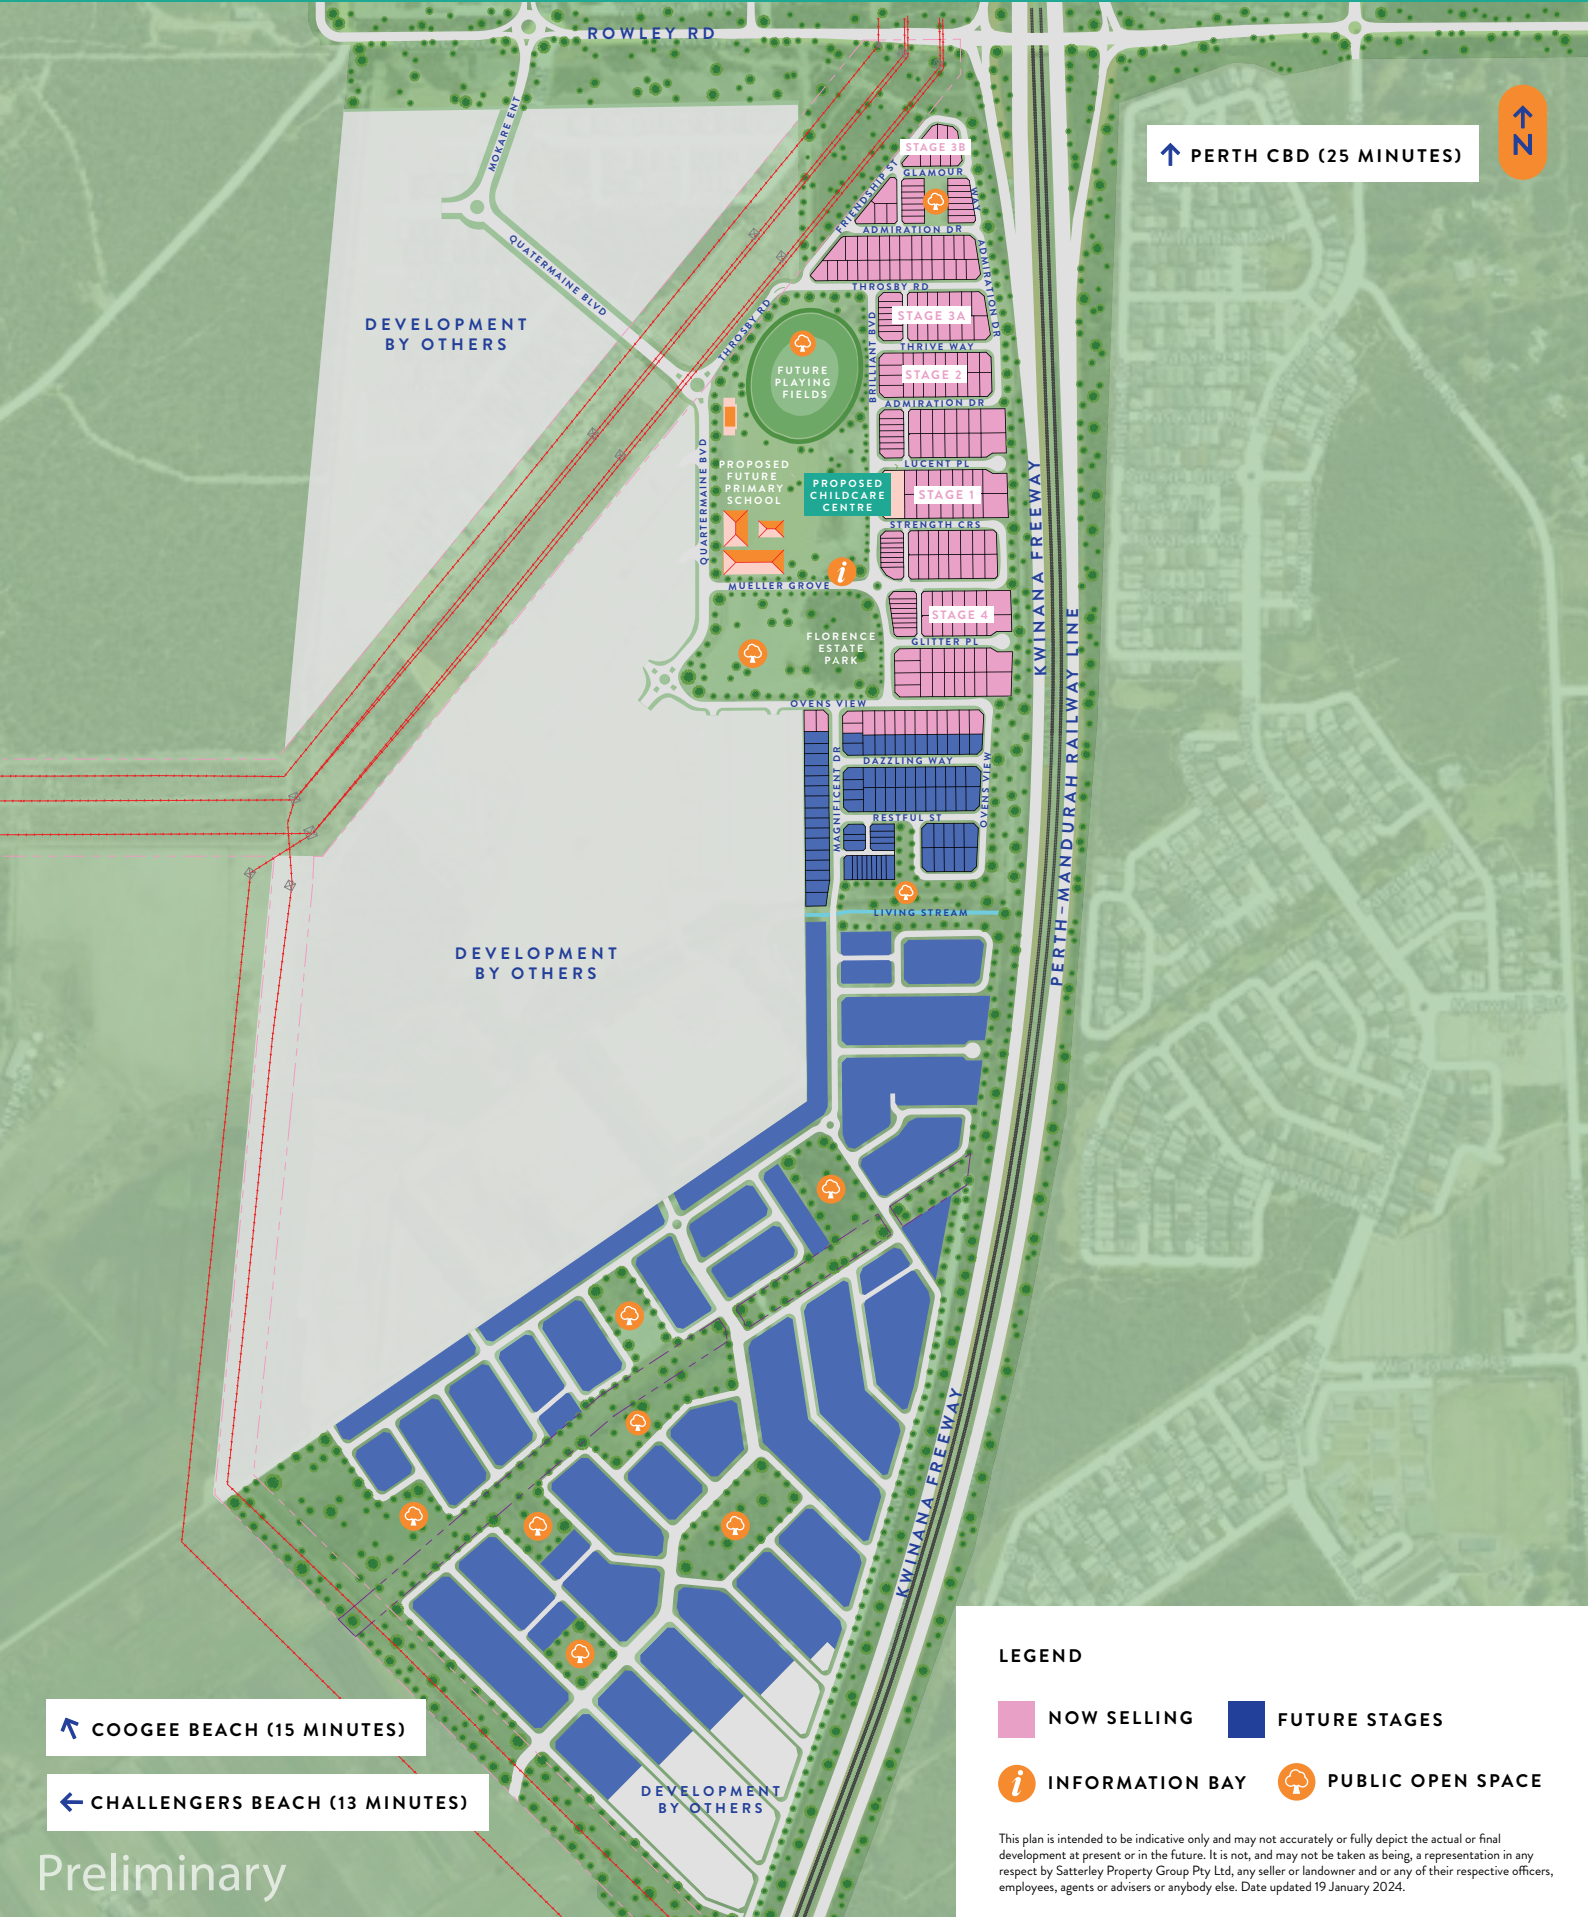 ROWLEY RD
MOKARE ENT
QUATERMAINE BLVD
PERTH CBD (25 MINUTES)
N
STAGE 3B
GLAMOUR
WAY
FRIENDSHIP ST
ADMIRATION DR
ADMIRATION DR
THROSBY RD
THROSBY RD
DEVELOPMENT
BY OTHERS
STAGE 3A
BRILLIANT BVD
THRIVE WAY
STAGE 2
ADMIRATION DR
FUTURE
PLAYING
FIELDS
LUCENT PL
QUARTERMAINE BVD
PROPOSED
FUTURE
PRIMARY
SCHOOL
PROPOSED
CHILDCARE
CENTRE
STAGE 1
STRENGTH CRS
KWINANA FREEWAY
i
MUELLER GROVE
STAGE 4
GLITTER PL
FLORENCE
ESTATE
PARK
PERTH-MANDURAH RAILWAY LINE
OVENS VIEW
MAGNIFICENT DR
DAZZLING WAY
OVENS VIEW
RESTFUL ST
LIVING STREAM
DEVELOPMENT
BY OTHERS
KWINANA FREEWAY
DEVELOPMENT
BY OTHERS
COOGEE BEACH (15 MINUTES)
CHALLENGERS BEACH (13 MINUTES)
Preliminary
LEGEND
NOW SELLING
FUTURE STAGES
i
INFORMATION BAY
PUBLIC OPEN SPACE
This plan is intended to be indicative only and may not accurately or fully depict the actual or final
development at present or in the future. It is not, and may not be taken as being, a representation in any
respect by Satterley Property Group Pty Ltd, any seller or landowner and or any of their respective officers,
employees, agents or advisers or anybody else. Date updated 19 January 2024.